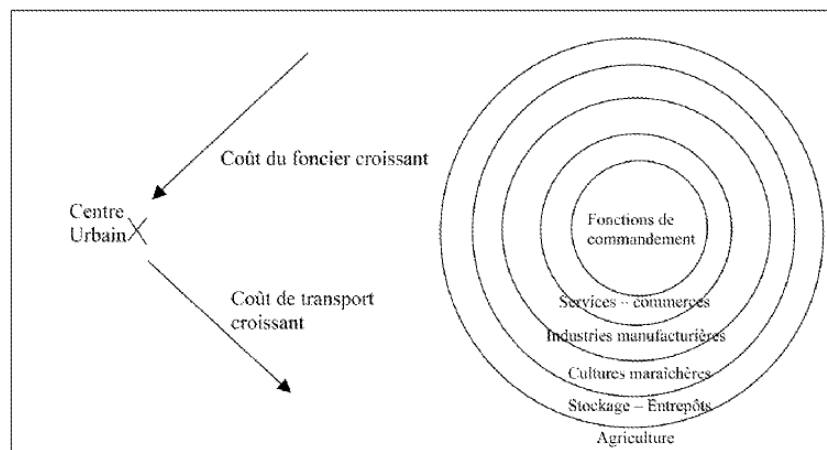 Coût du foncier croissant
Centre
Urbain
Coût de transport
croissant
Fonctions de
commandement
Services – commerces
Industries manufacturières
Cultures maraîchères
Stockage – Entrepôts
Agriculture